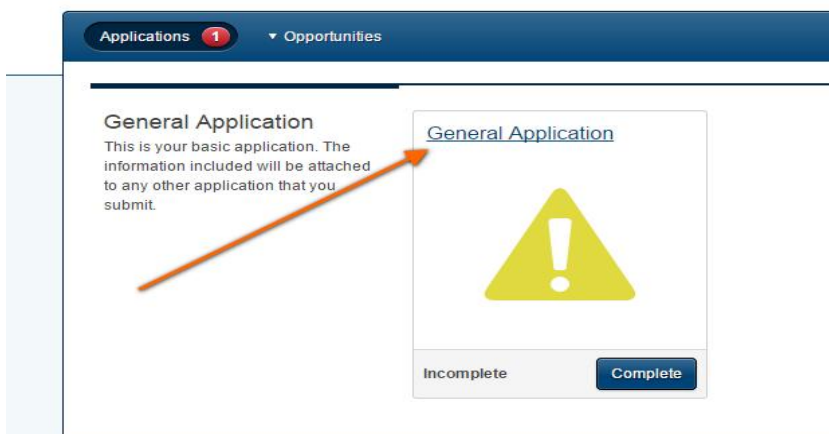 Applications 1 ▾ Opportunities
General Application
This is your basic application. The
information included will be attached
to any other application that you
submit.
General Application
Incomplete Complete